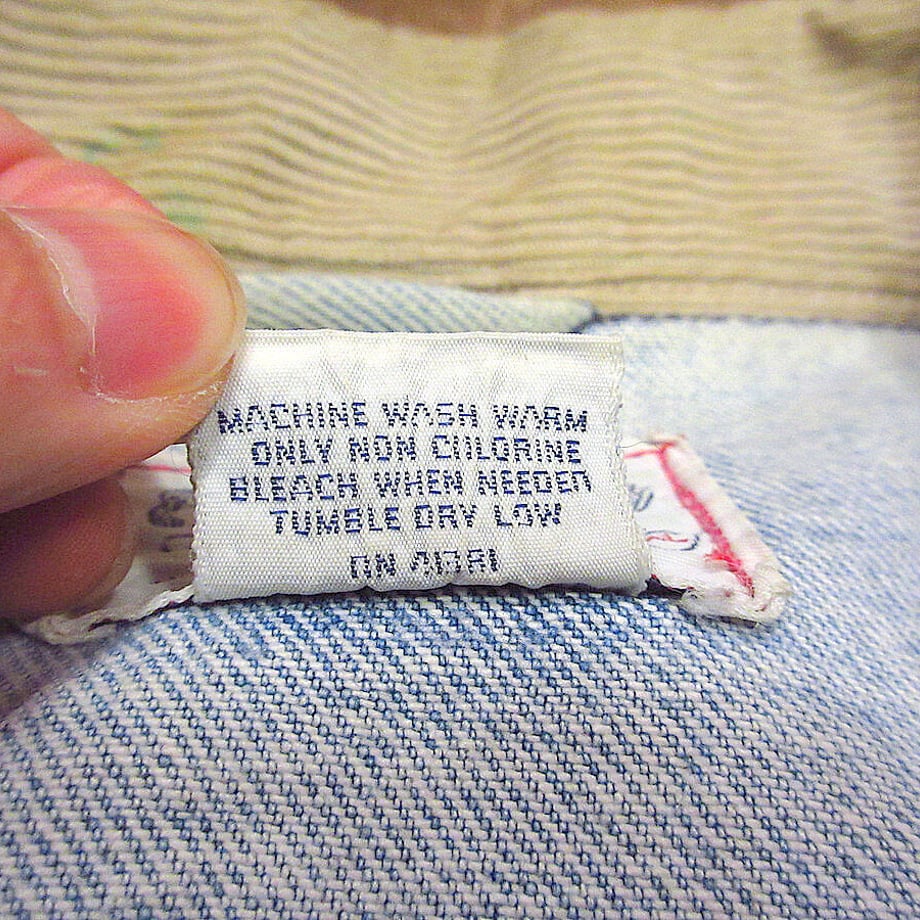 MACHINE WASH WARM
ONLY NON CHLORINE
BLEACH WHEN NEEDED
TUMBLE DRY LOW